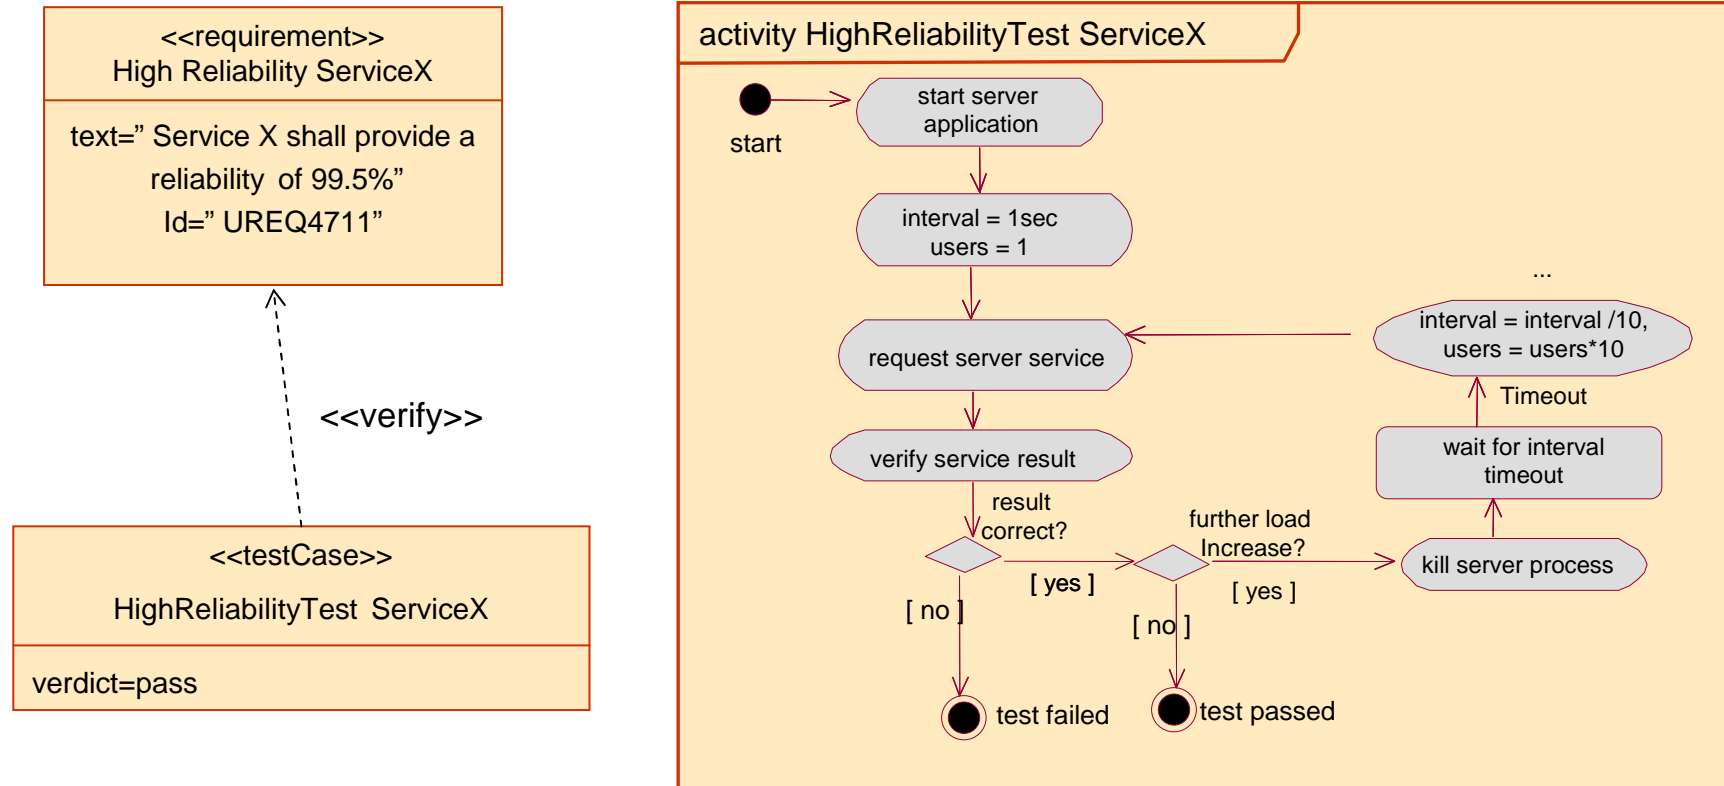 <<requirement>>
High Reliability ServiceX
text=” Service X shall provide a
reliability of 99.5%”
Id=” UREQ4711”
<<verify>>
<<testCase>>
HighReliabilityTest ServiceX
verdict=pass
activity HighReliabilityTest ServiceX
start
start server
application
interval = 1sec
users = 1
request server service
verify service result
result
correct?
[ yes ]
[ no ]
test failed
further load
Increase?
[ yes ]
[ no ]
test passed
kill server process
wait for interval
timeout
Timeout
interval = interval /10,
users = users*10
...